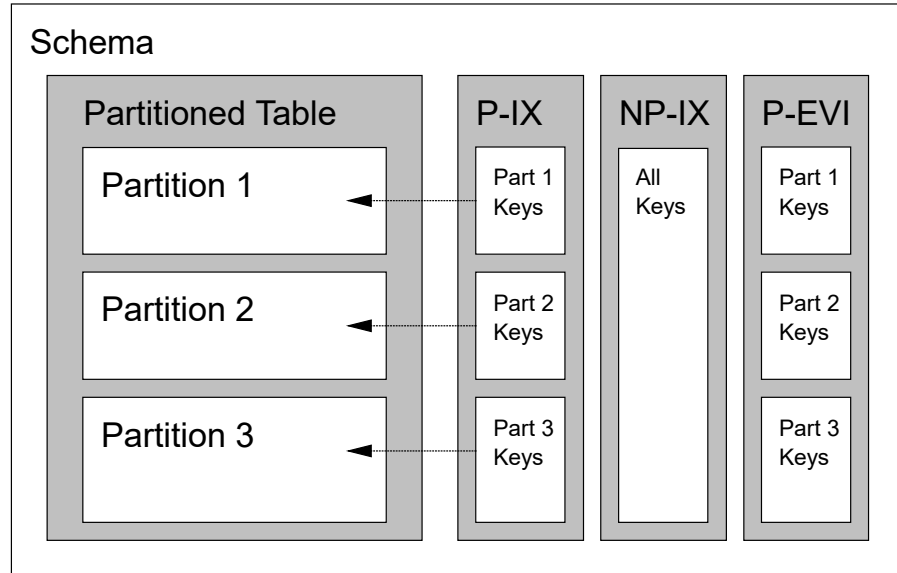 Schema
Partitioned Table
Partition 1
Partition 2
Partition 3
P-IX
Part 1
Keys
Part 2
Keys
Part 3
Keys
NP-IX
All
Keys
P-EVI
Part 1
Keys
Part 2
Keys
Part 3
Keys